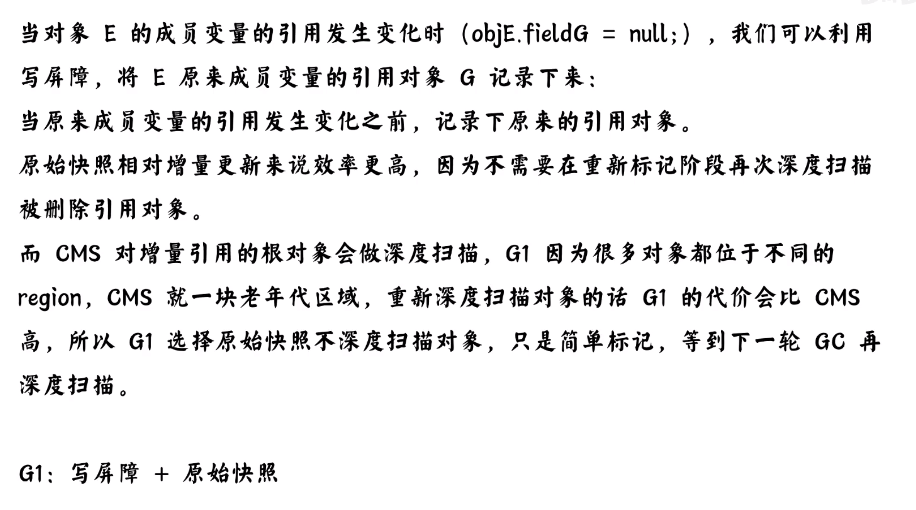 当对象 E 的成员变量的引用发生变化时（objE.fieldG = null;），我们可以利用
写屏障，将 E 原来成员变量的引用对象 G 记录下来：
当原来成员变量的引用发生变化之前，记录下原来的引用对象。
原始快照相对增量更新来说效率更高，因为不需要在重新标记阶段再次深度扫描
被删除引用对象。
而 CMS 对增量引用的根对象会做深度扫描，G1 因为很多对象都位于不同的
region，CMS 就一块老年代区域，重新深度扫描对象的话 G1 的代价会比 CMS
高，所以 G1 选择原始快照不深度扫描对象，只是简单标记，等到下一轮 GC 再
深度扫描。
G1：写屏障 + 原始快照